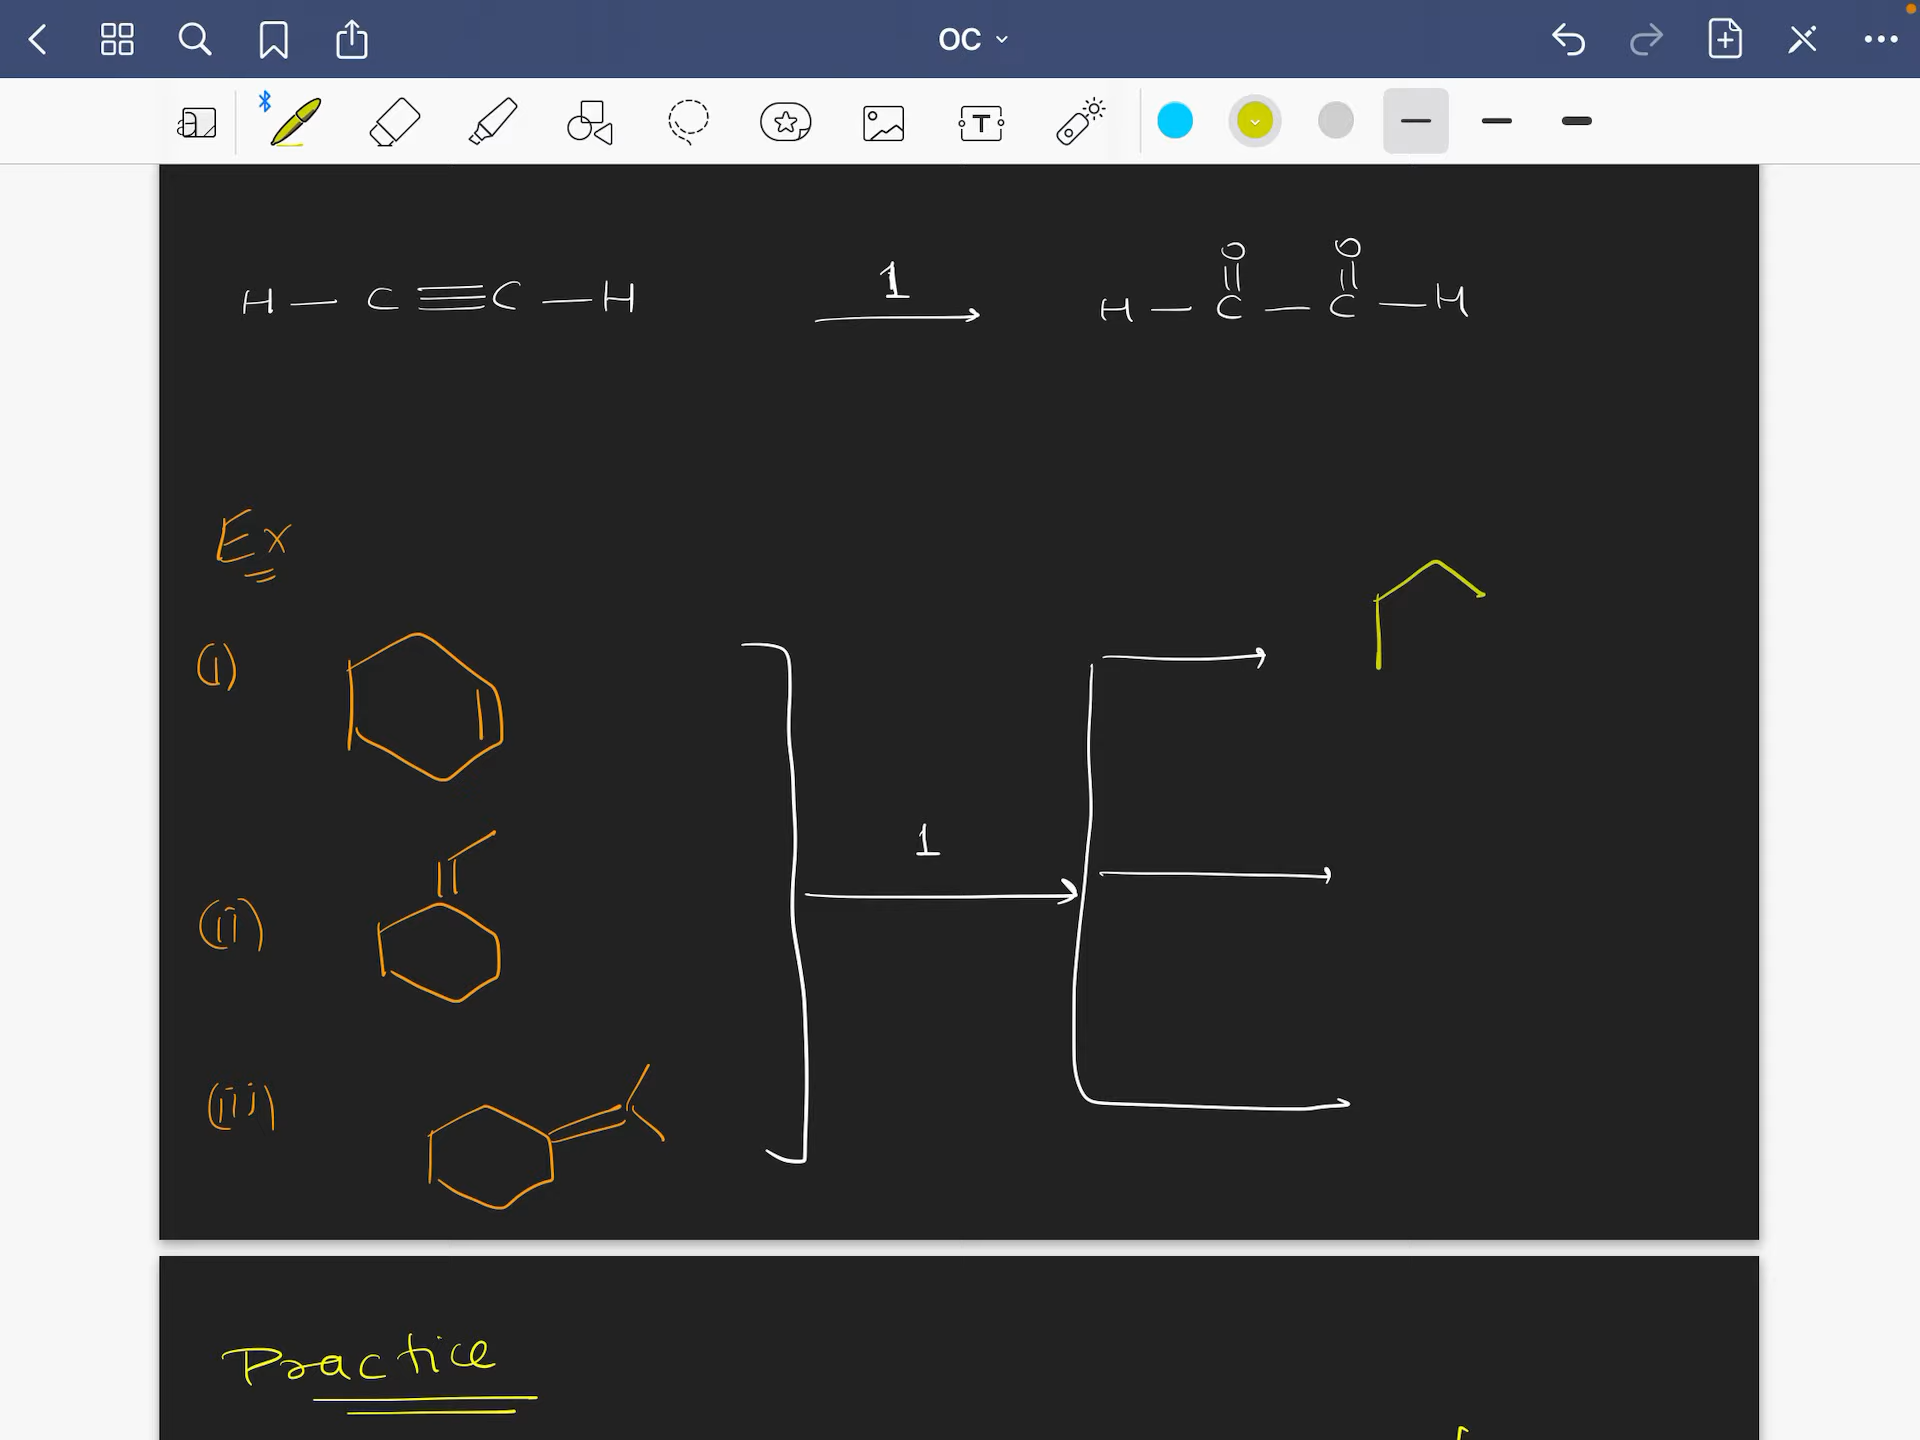 OC
H — C ≡ C — H
1
O O
H — C — C — H
Ex
(i)
(ii)
1
(iii)
Practice